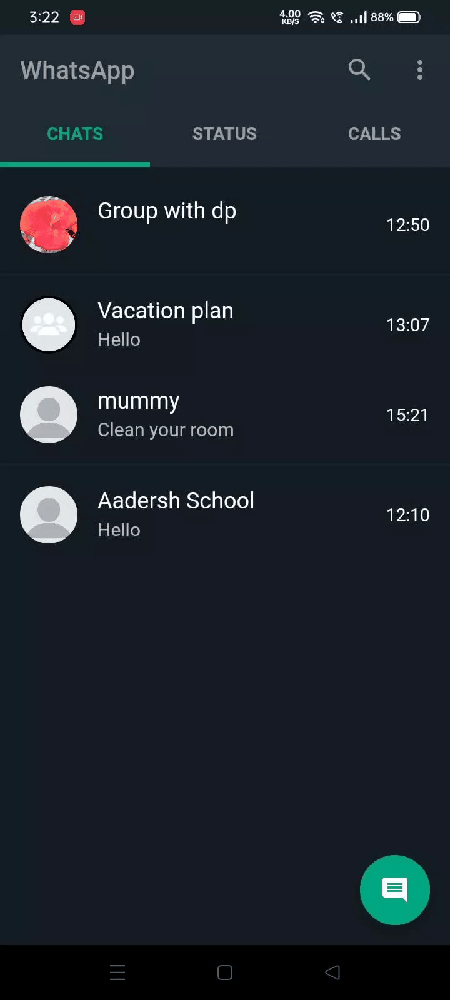 3:22 4.00 KB/S 88%
WhatsApp
CHATS STATUS CALLS
Group with dp
12:50
Vacation plan
13:07
Hello
mummy
15:21
Clean your room
Aadersh School
12:10
Hello